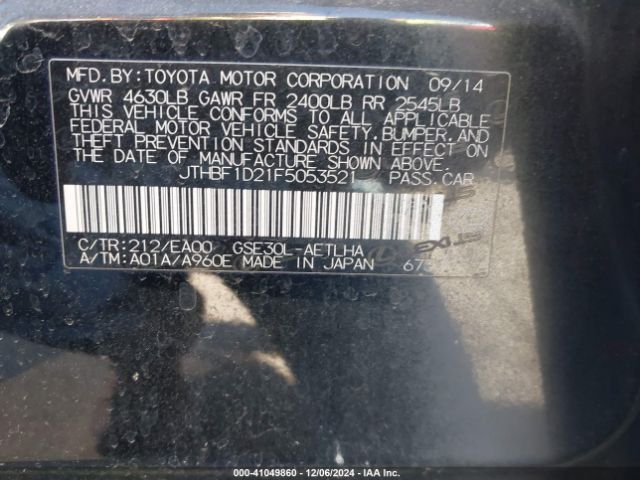 MFD.BY:TOYOTA MOTOR CORPORATION 09/14
GVWR 4630LB GAWR FR 2400LB RR 2545LB
THIS VEHICLE CONFORMS TO ALL APPLICABLE
FEDERAL MOTOR VEHICLE SAFETY,BUMPER,AND
THEFT PREVENTION STANDARDS IN EFFECT ON
THE DATE OF MANUFACTURE SHOWN ABOVE.
JTHBF1D21F5053521 PASS.CAR
C/TR:212/EA00 GSE30L-AETLHA
A/TM:A01A/A960E MADE IN JAPAN
000-41049860 - 12/06/2024 - IAA Inc.